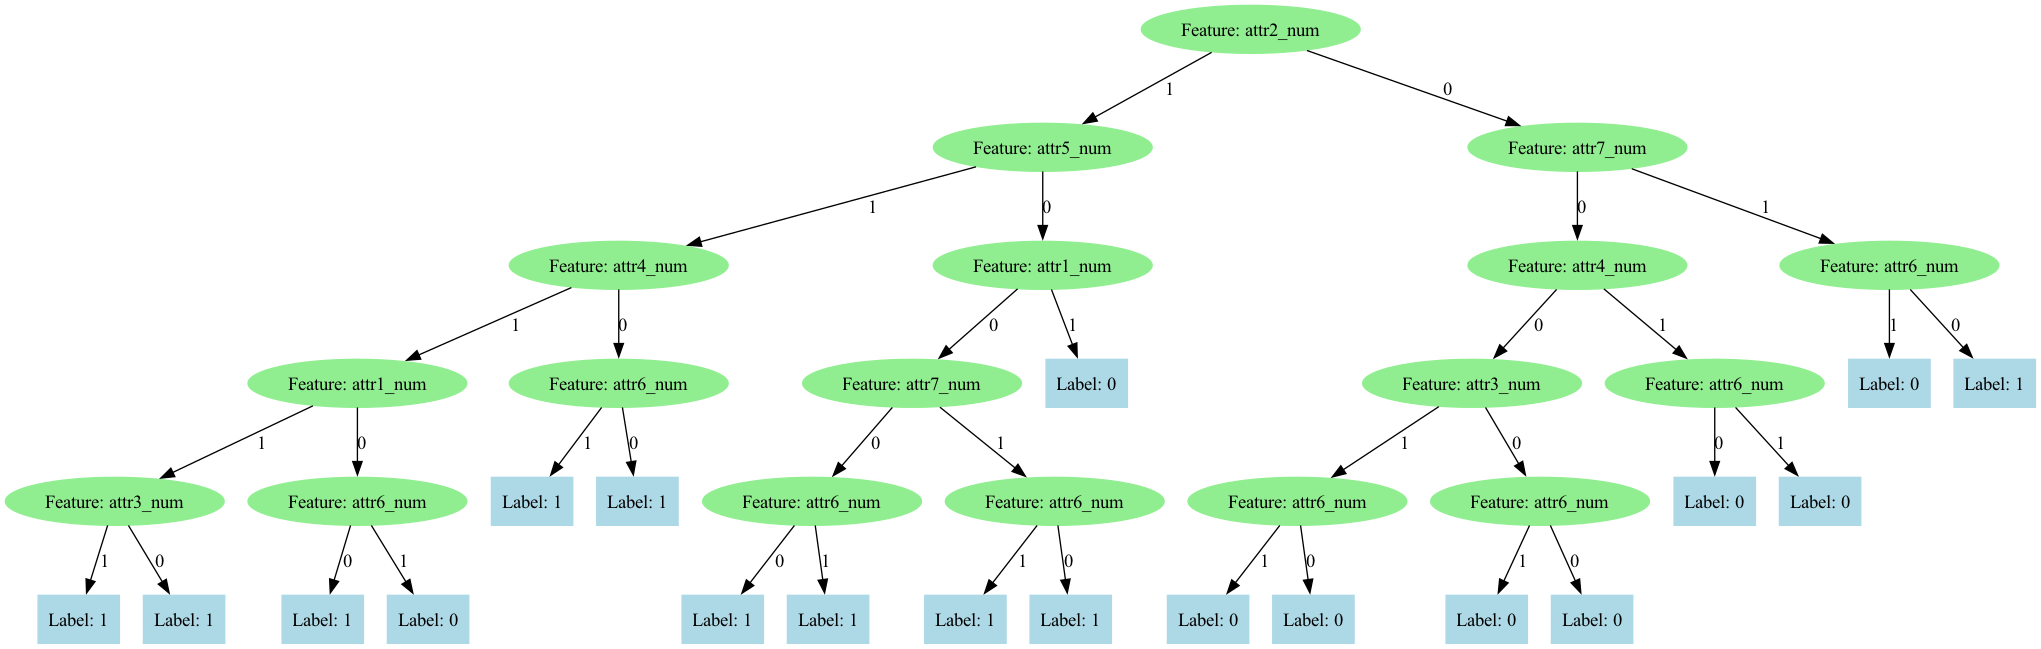 Feature: attr2_num
1
0
Feature: attr5_num
Feature: attr7_num
1
0
0
1
Feature: attr4_num
Feature: attr1_num
Feature: attr4_num
Feature: attr6_num
1
0
0
1
0
1
1
0
Feature: attr1_num
Feature: attr6_num
Feature: attr7_num
Label: 0
Feature: attr3_num
Feature: attr6_num
Label: 0
Label: 1
1
0
1
0
0
1
1
0
0
1
Feature: attr3_num
Feature: attr6_num
Label: 1
Label: 1
Feature: attr6_num
Feature: attr6_num
Feature: attr6_num
Feature: attr6_num
Label: 0
Label: 0
1
0
0
1
0
1
1
0
1
0
1
0
Label: 1
Label: 1
Label: 1
Label: 0
Label: 1
Label: 1
Label: 1
Label: 1
Label: 0
Label: 0
Label: 0
Label: 0